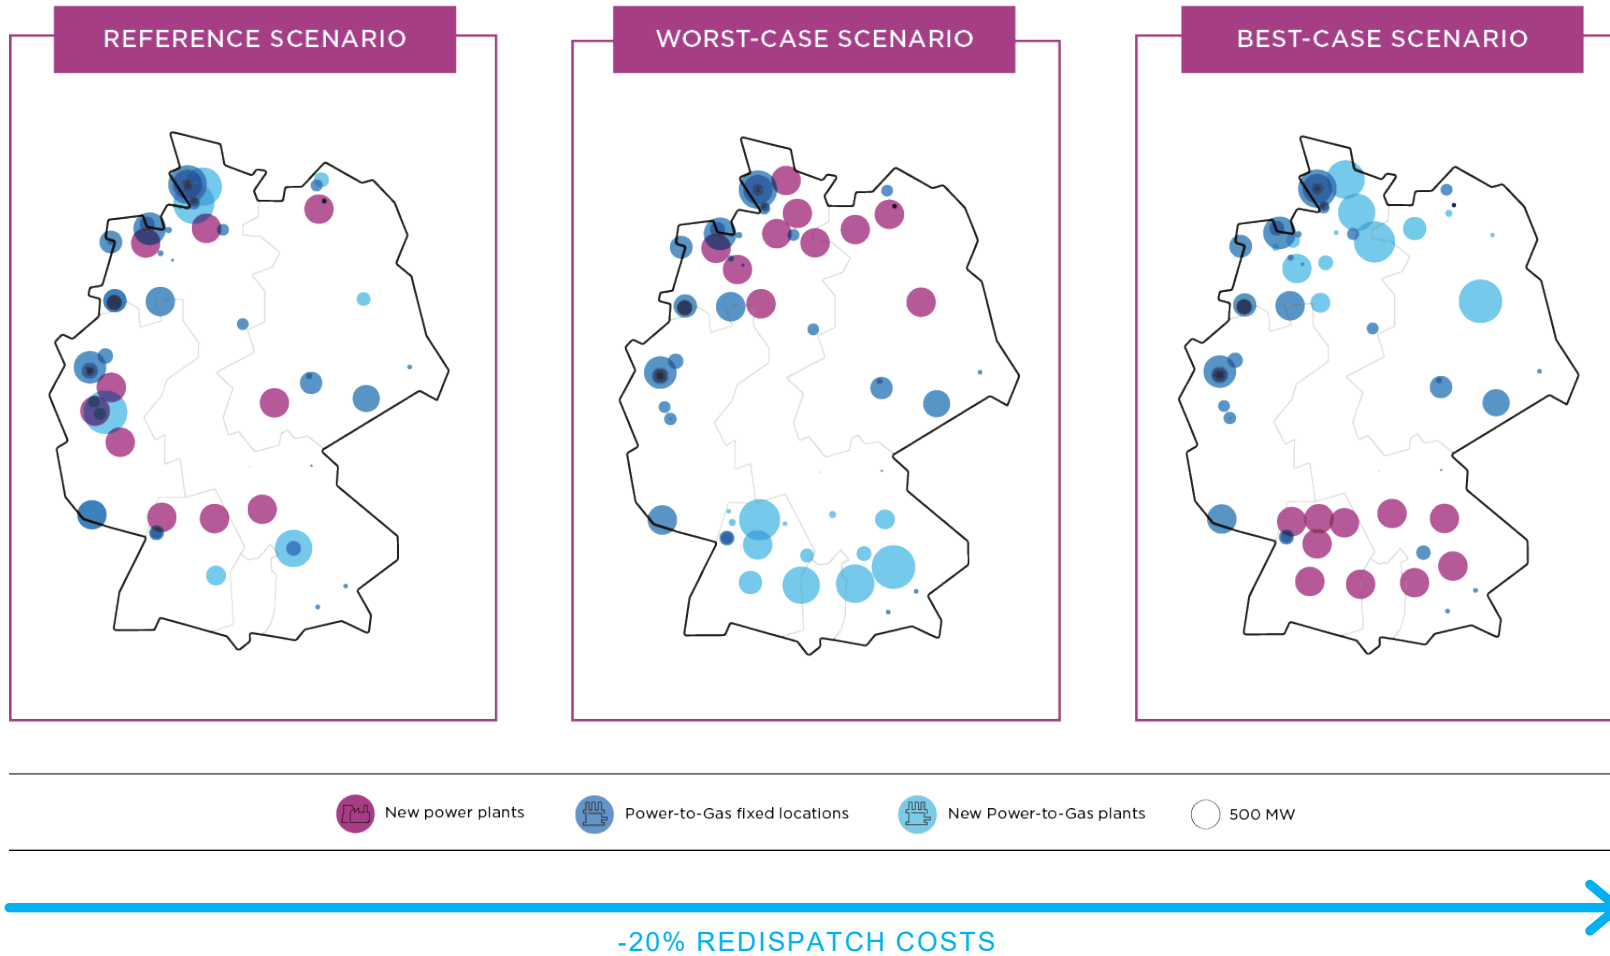 REFERENCE SCENARIO
WORST-CASE SCENARIO
BEST-CASE SCENARIO
New power plants
Power-to-Gas fixed locations
New Power-to-Gas plants
500 MW
-20% REDISPATCH COSTS